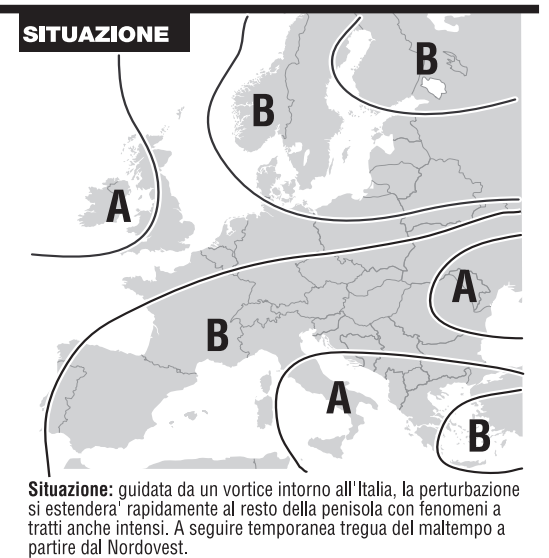 SITUAZIONE
B
B
A
A
B
A
B
Situazione: guidata da un vortice intorno all'Italia, la perturbazione
si estendera' rapidamente al resto della penisola con fenomeni a
tratti anche intensi. A seguire temporanea tregua del maltempo a
partire dal Nordovest.